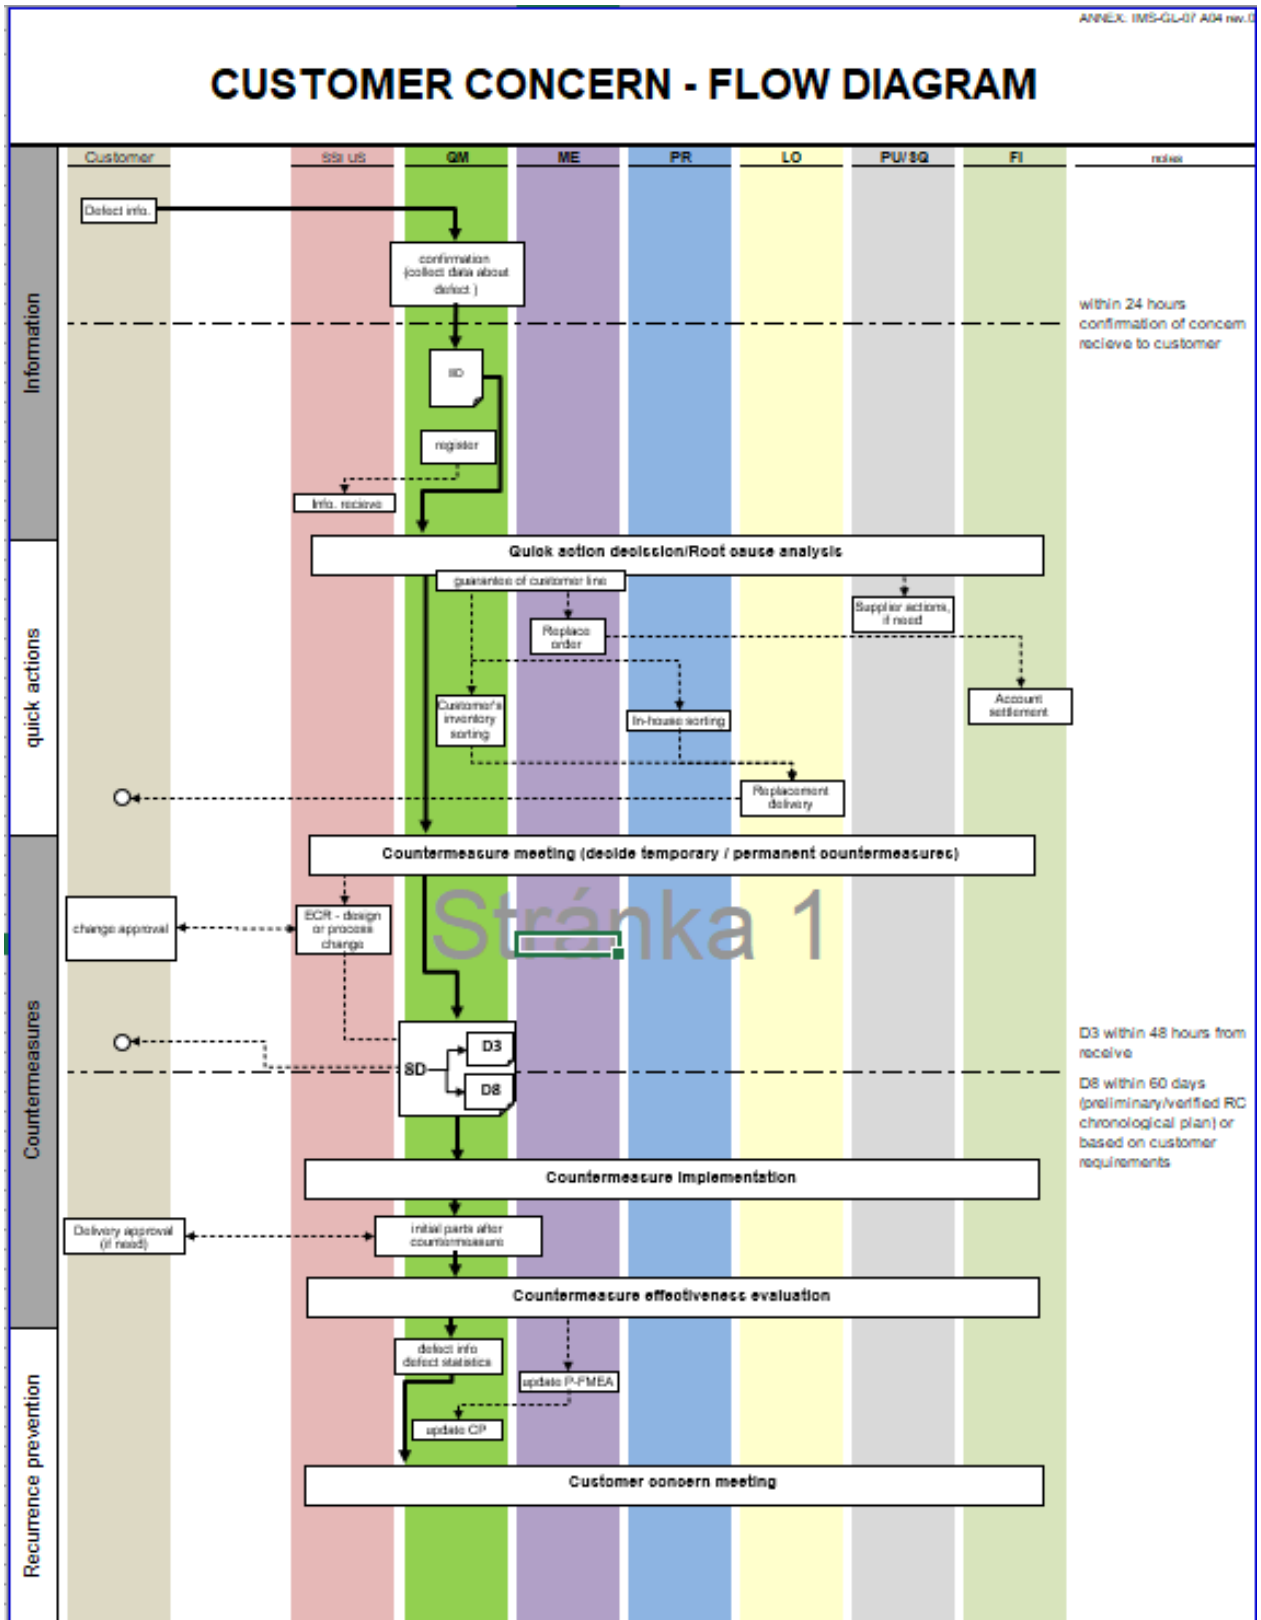 ANNEX: IMS-GL-07 A04 rev.0
CUSTOMER CONCERN - FLOW DIAGRAM
Customer
SSI US
QM
ME
PR
LO
PU/SQ
FI
notes
Information
Defect info.
confirmation
(collect data about
defect )
within 24 hours
confirmation of concern
recieve to customer
8D
register
Info. recieve
quick actions
Quick action decission/Root cause analysis
guarantee of customer line
Supplier actions,
if need
Replace
order
Customer's
inventory
sorting
In-house sorting
Account
settlement
Replacement
delivery
Countermeasures
Countermeasure meeting (decide temporary / permanent countermeasures)
Stránka 1
change approval
ECR - design
or process
change
8D
D3
D8
D3 within 48 hours from
receive
D8 within 60 days
(preliminary/verified RC
chronological plan) or
based on customer
requirements
Countermeasure implementation
Delivery approval
(if need)
initial parts after
countermeasure
Countermeasure effectiveness evaluation
Recurrence prevention
defect info
defect statistics
update P-FMEA
update CP
Customer concern meeting